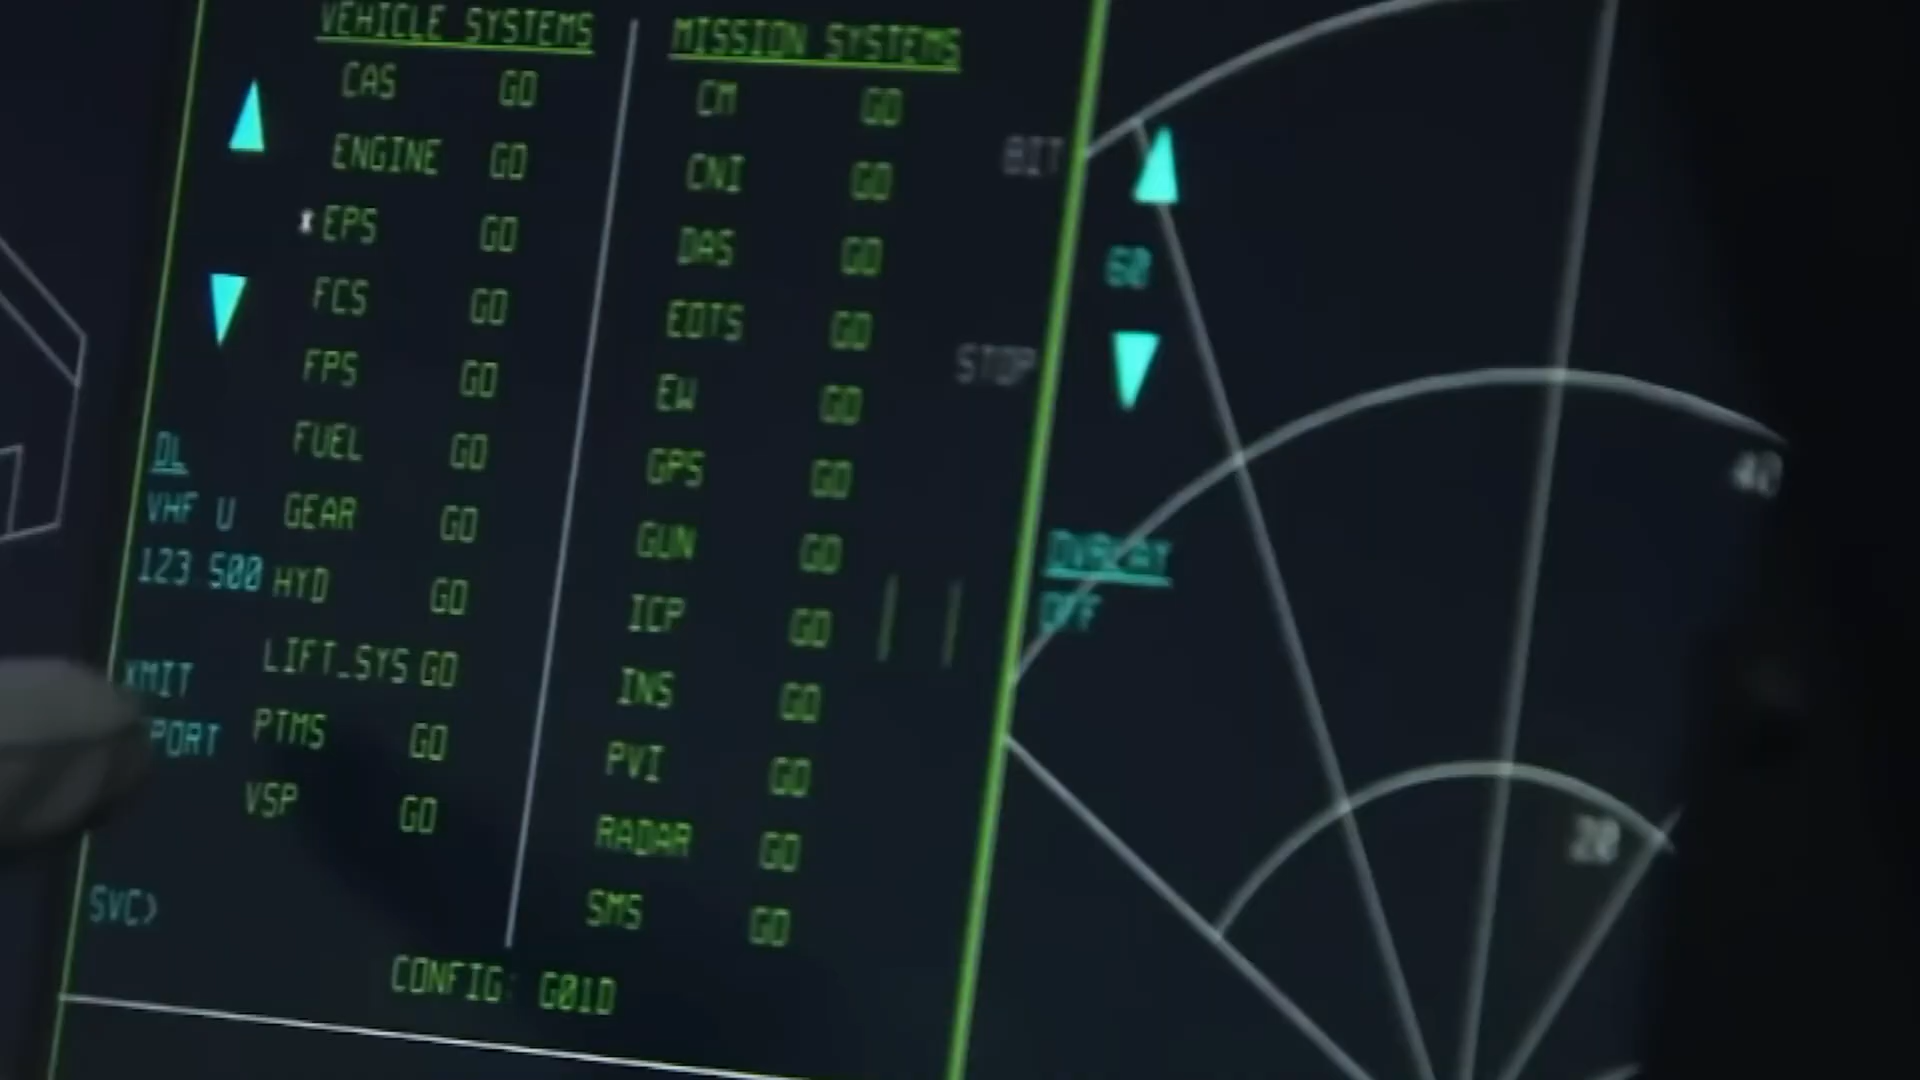 VEHICLE SYSTEMS
CAS GO
ENGINE GO
EPS GO
FCS GO
FPS GO
FUEL GO
GEAR GO
HYD GO
LIFT_SYS GO
PTMS GO
VSP GO
MISSION SYSTEMS
CM GO
CNI GO
DAS GO
EOTS GO
EW GO
GPS GO
GUN GO
ICP GO
INS GO
PVI GO
RADAR GO
SMS GO
CONFIG: G01D
DL
VHF U
123 500
XMIT
PORT
SVC>
BIT
STOP
60
OFF
40
20